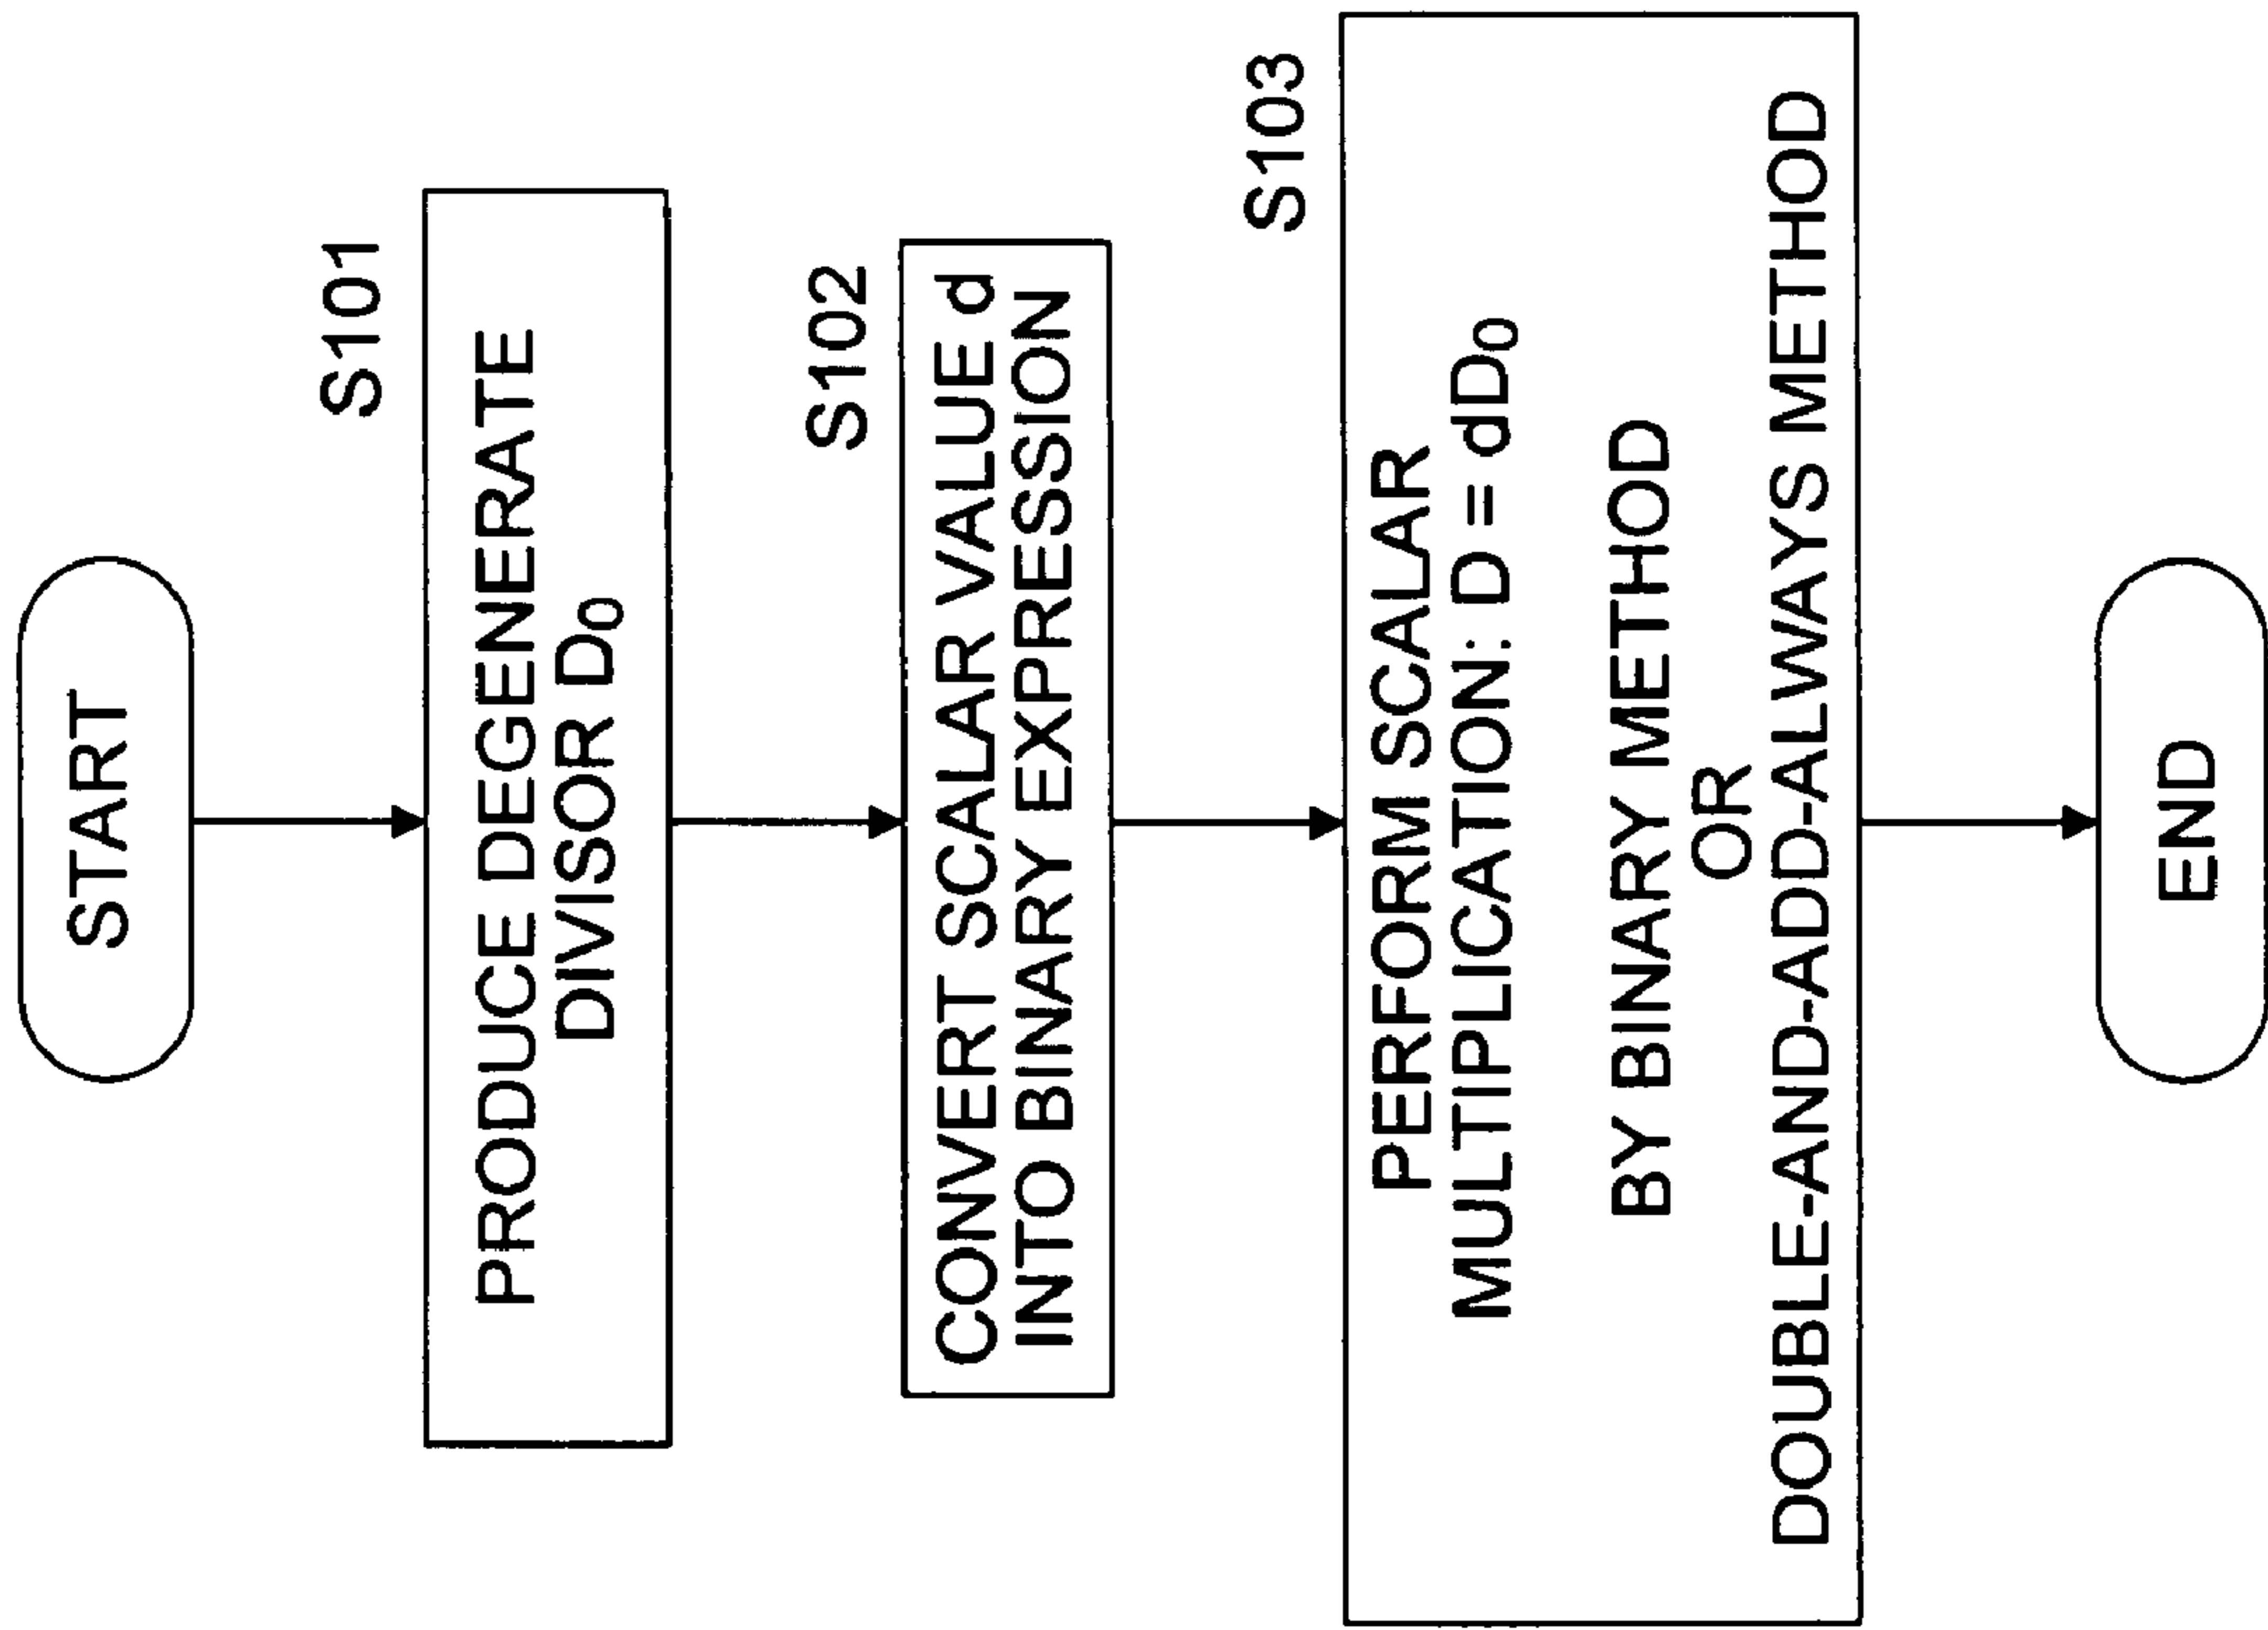 START
S101
PRODUCE DEGENERATE
DIVISOR D₀
S102
CONVERT SCALAR VALUE d
INTO BINARY EXPRESSION
S103
PERFORM SCALAR
MULTIPLICATION: D = dD₀
BY BINARY METHOD
OR
DOUBLE-AND-ADD-ALWAYS METHOD
END